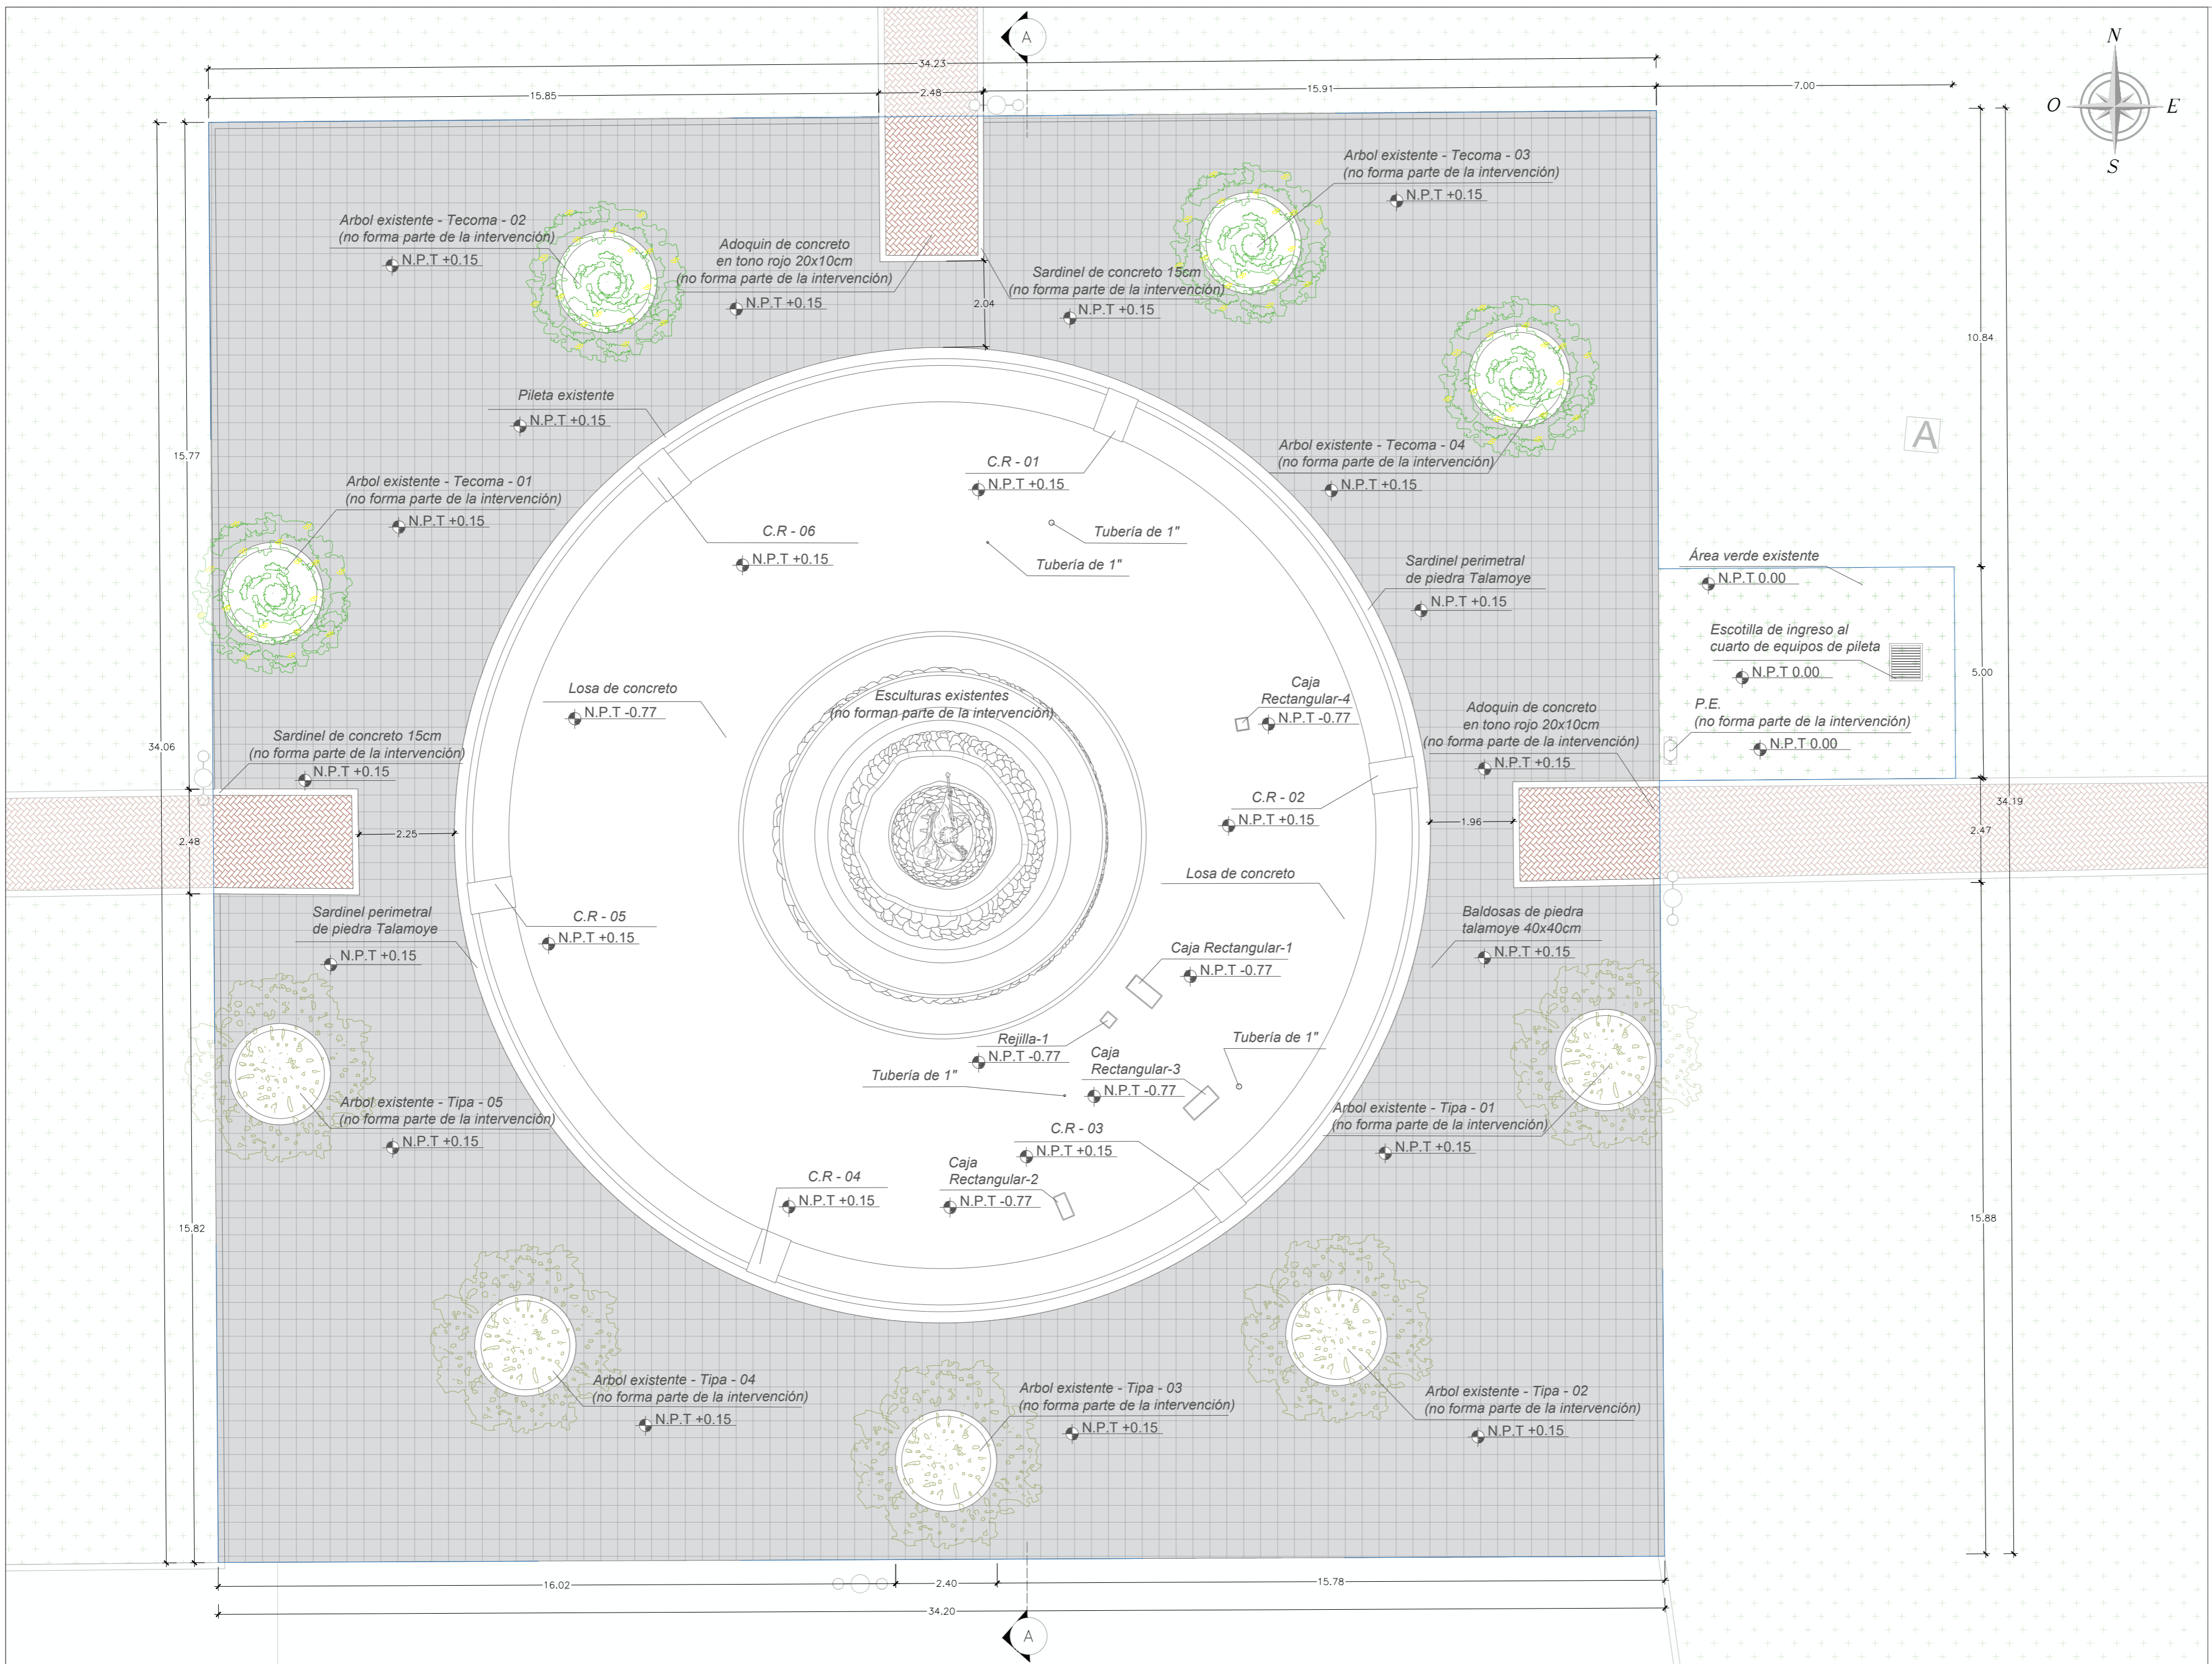 A
N
O
E
S
34.23
15.85
2.48
15.91
7.00
Arbol existente - Tecoma - 03
(no forma parte de la intervención)
N.P.T +0.15
Arbol existente - Tecoma - 02
(no forma parte de la intervención)
N.P.T +0.15
Adoquin de concreto
en tono rojo 20x10cm
(no forma parte de la intervención)
N.P.T +0.15
Sardinel de concreto 15cm
(no forma parte de la intervención)
N.P.T +0.15
2.04
10.84
Pileta existente
N.P.T +0.15
15.77
C.R - 01
N.P.T +0.15
Arbol existente - Tecoma - 04
(no forma parte de la intervención)
N.P.T +0.15
A
Arbol existente - Tecoma - 01
(no forma parte de la intervención)
N.P.T +0.15
C.R - 06
N.P.T +0.15
Tubería de 1"
Tubería de 1"
Sardinel perimetral
de piedra Talamoye
N.P.T +0.15
Área verde existente
N.P.T 0.00
Escotilla de ingreso al
cuarto de equipos de pileta
N.P.T 0.00
5.00
Losa de concreto
N.P.T -0.77
Esculturas existentes
(no forman parte de la intervención)
Caja
Rectangular-4
N.P.T -0.77
Adoquin de concreto
en tono rojo 20x10cm
(no forma parte de la intervención)
N.P.T +0.15
P.E.
(no forma parte de la intervención)
N.P.T 0.00
34.06
Sardinel de concreto 15cm
(no forma parte de la intervención)
N.P.T +0.15
C.R - 02
N.P.T +0.15
34.19
2.48
2.25
1.96
2.47
Losa de concreto
Sardinel perimetral
de piedra Talamoye
N.P.T +0.15
C.R - 05
N.P.T +0.15
Baldosas de piedra
talamoye 40x40cm
N.P.T +0.15
Caja Rectangular-1
N.P.T -0.77
Rejilla-1
N.P.T -0.77
Tubería de 1"
Caja
Rectangular-3
N.P.T -0.77
Tubería de 1"
Arbol existente - Tipa - 05
(no forma parte de la intervención)
N.P.T +0.15
Arbol existente - Tipa - 01
(no forma parte de la intervención)
N.P.T +0.15
C.R - 03
N.P.T +0.15
C.R - 04
N.P.T +0.15
Caja
Rectangular-2
N.P.T -0.77
15.82
15.88
Arbol existente - Tipa - 04
(no forma parte de la intervención)
N.P.T +0.15
Arbol existente - Tipa - 03
(no forma parte de la intervención)
N.P.T +0.15
Arbol existente - Tipa - 02
(no forma parte de la intervención)
N.P.T +0.15
16.02
2.40
15.78
34.20
A